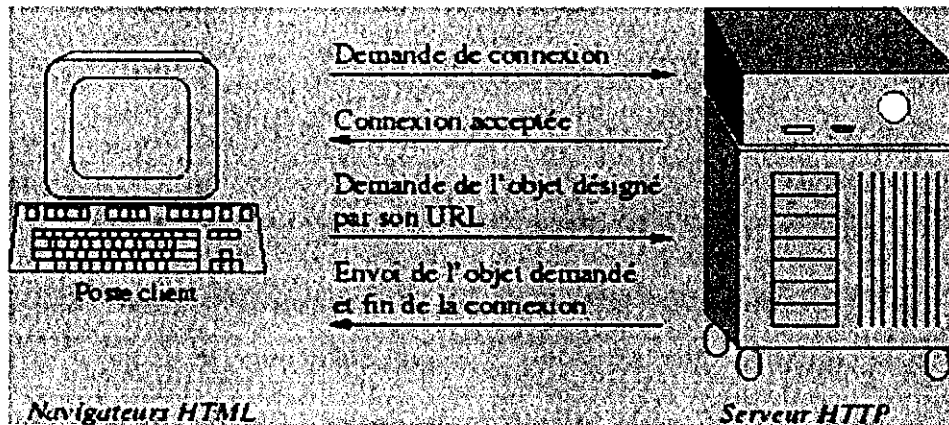 Demande de connexion
Connexion acceptée
Demande de l'objet désigné
par son URL
Envoi de l'objet demandé
et fin de la connexion
Poste client
Navigateurs HTML
Serveur HTTP